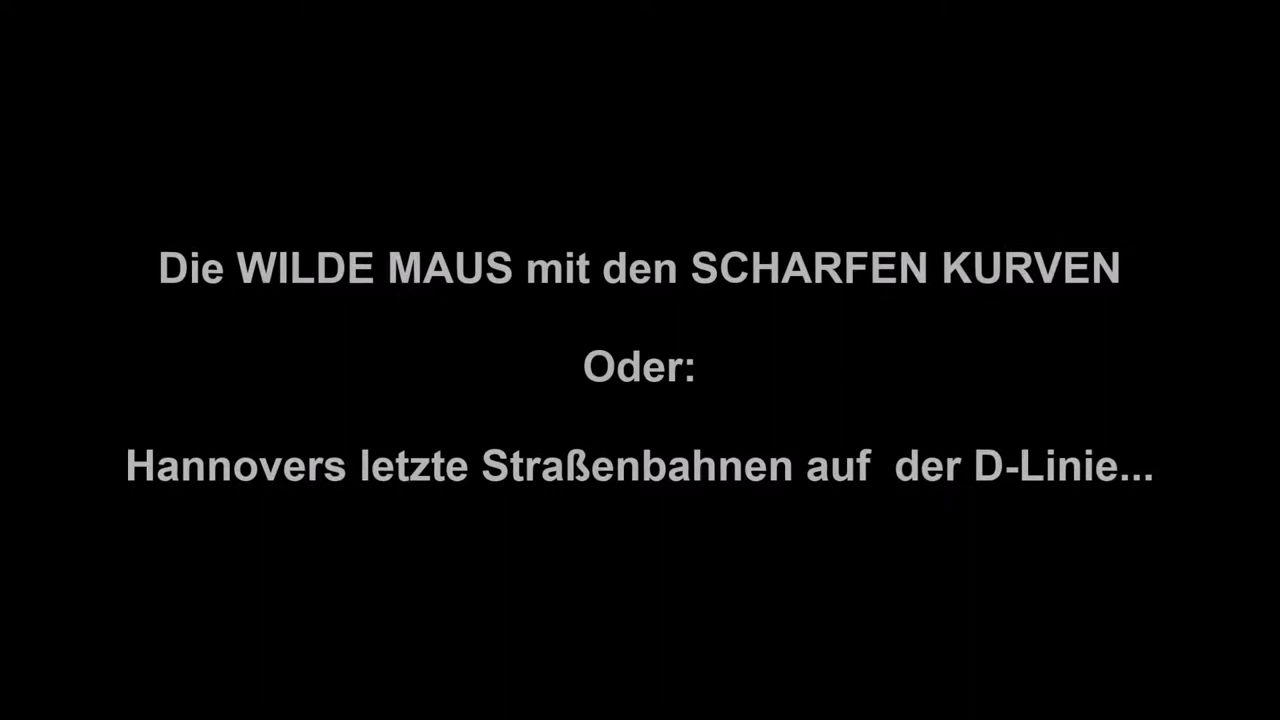 Die WILDE MAUS mit den SCHARFEN KURVEN
Oder:
Hannovers letzte Straßenbahnen auf  der D-Linie...